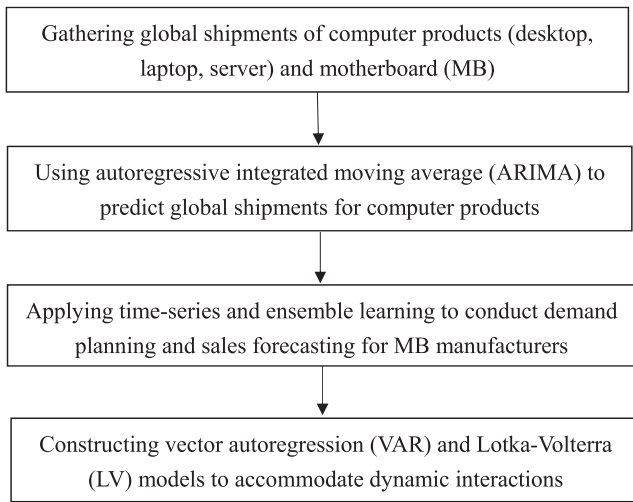 Gathering global shipments of computer products (desktop,
laptop, server) and motherboard (MB)
Using autoregressive integrated moving average (ARIMA) to
predict global shipments for computer products
Applying time-series and ensemble learning to conduct demand
planning and sales forecasting for MB manufacturers
Constructing vector autoregression (VAR) and Lotka-Volterra
(LV) models to accommodate dynamic interactions